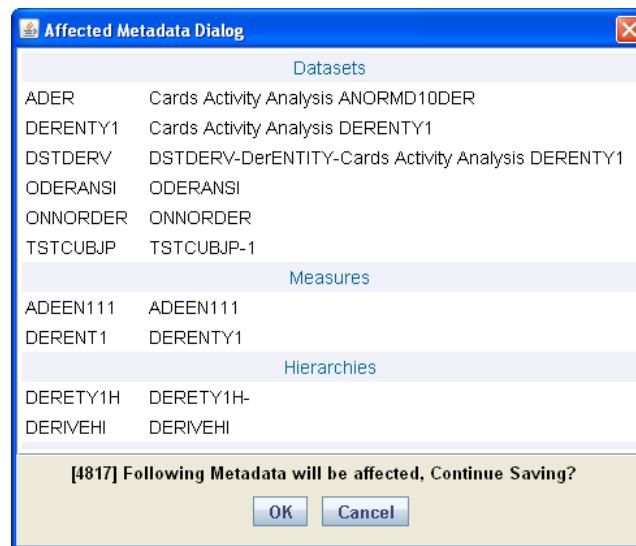 Affected Metadata Dialog
Datasets
ADER Cards Activity Analysis ANORMD10DER
DERENTY1 Cards Activity Analysis DERENTY1
DSTDERV DSTDERV-DerENTITY-Cards Activity Analysis DERENTY1
ODERANSI ODERANSI
ONNORDER ONNORDER
TSTCUBJP TSTCUBJP-1
Measures
ADEEN111 ADEEN111
DERENT1 DERENTY1
Hierarchies
DERETY1H DERETY1H-
DERIVEHI DERIVEHI
[4817] Following Metadata will be affected, Continue Saving?
OK Cancel